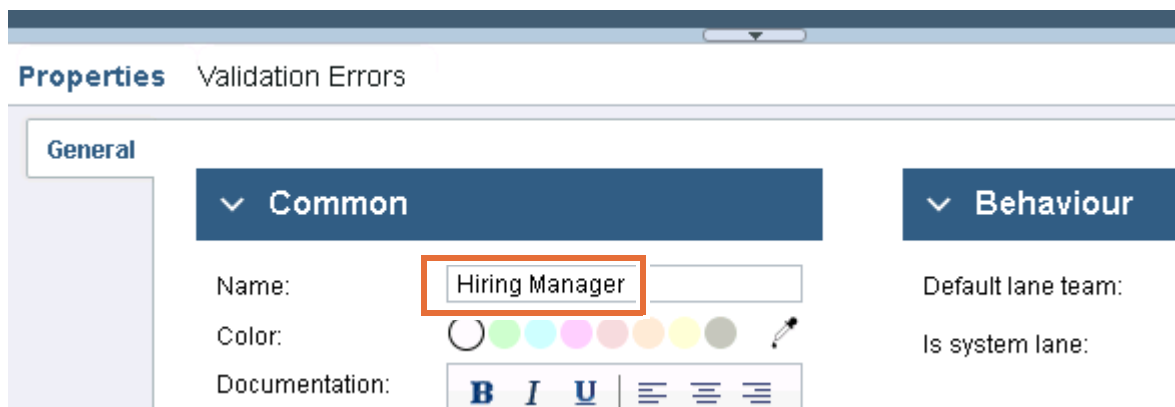 Properties Validation Errors
General
Common
Behaviour
Name: Hiring Manager
Default lane team:
Color:
Is system lane:
Documentation:
B I U